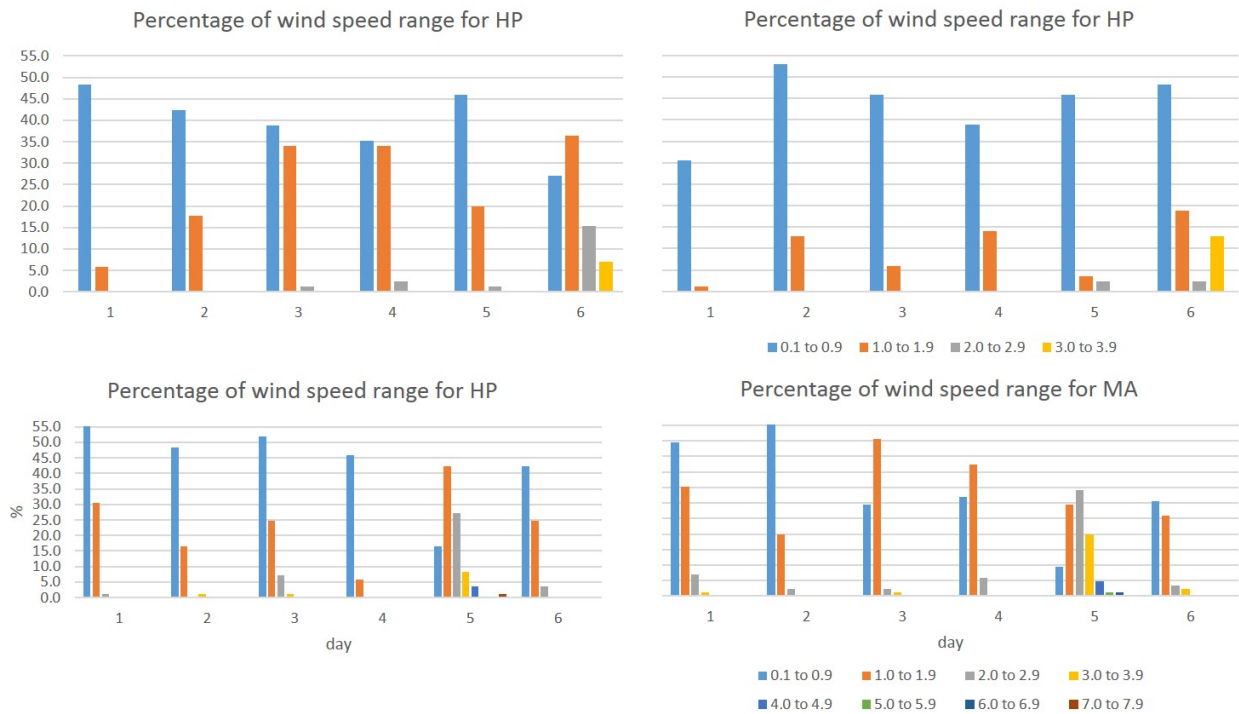 Percentage of wind speed range for HP
55.0
50.0
45.0
40.0
35.0
30.0
25.0
20.0
15.0
10.0
5.0
0.0
1 2 3 4 5 6
Percentage of wind speed range for HP
1 2 3 4 5 6
0.1 to 0.9 1.0 to 1.9 2.0 to 2.9 3.0 to 3.9
Percentage of wind speed range for HP
%
55.0
50.0
45.0
40.0
35.0
30.0
25.0
20.0
15.0
10.0
5.0
0.0
1 2 3 4 5 6
day
Percentage of wind speed range for MA
1 2 3 4 5 6
day
0.1 to 0.9 1.0 to 1.9 2.0 to 2.9 3.0 to 3.9
4.0 to 4.9 5.0 to 5.9 6.0 to 6.9 7.0 to 7.9